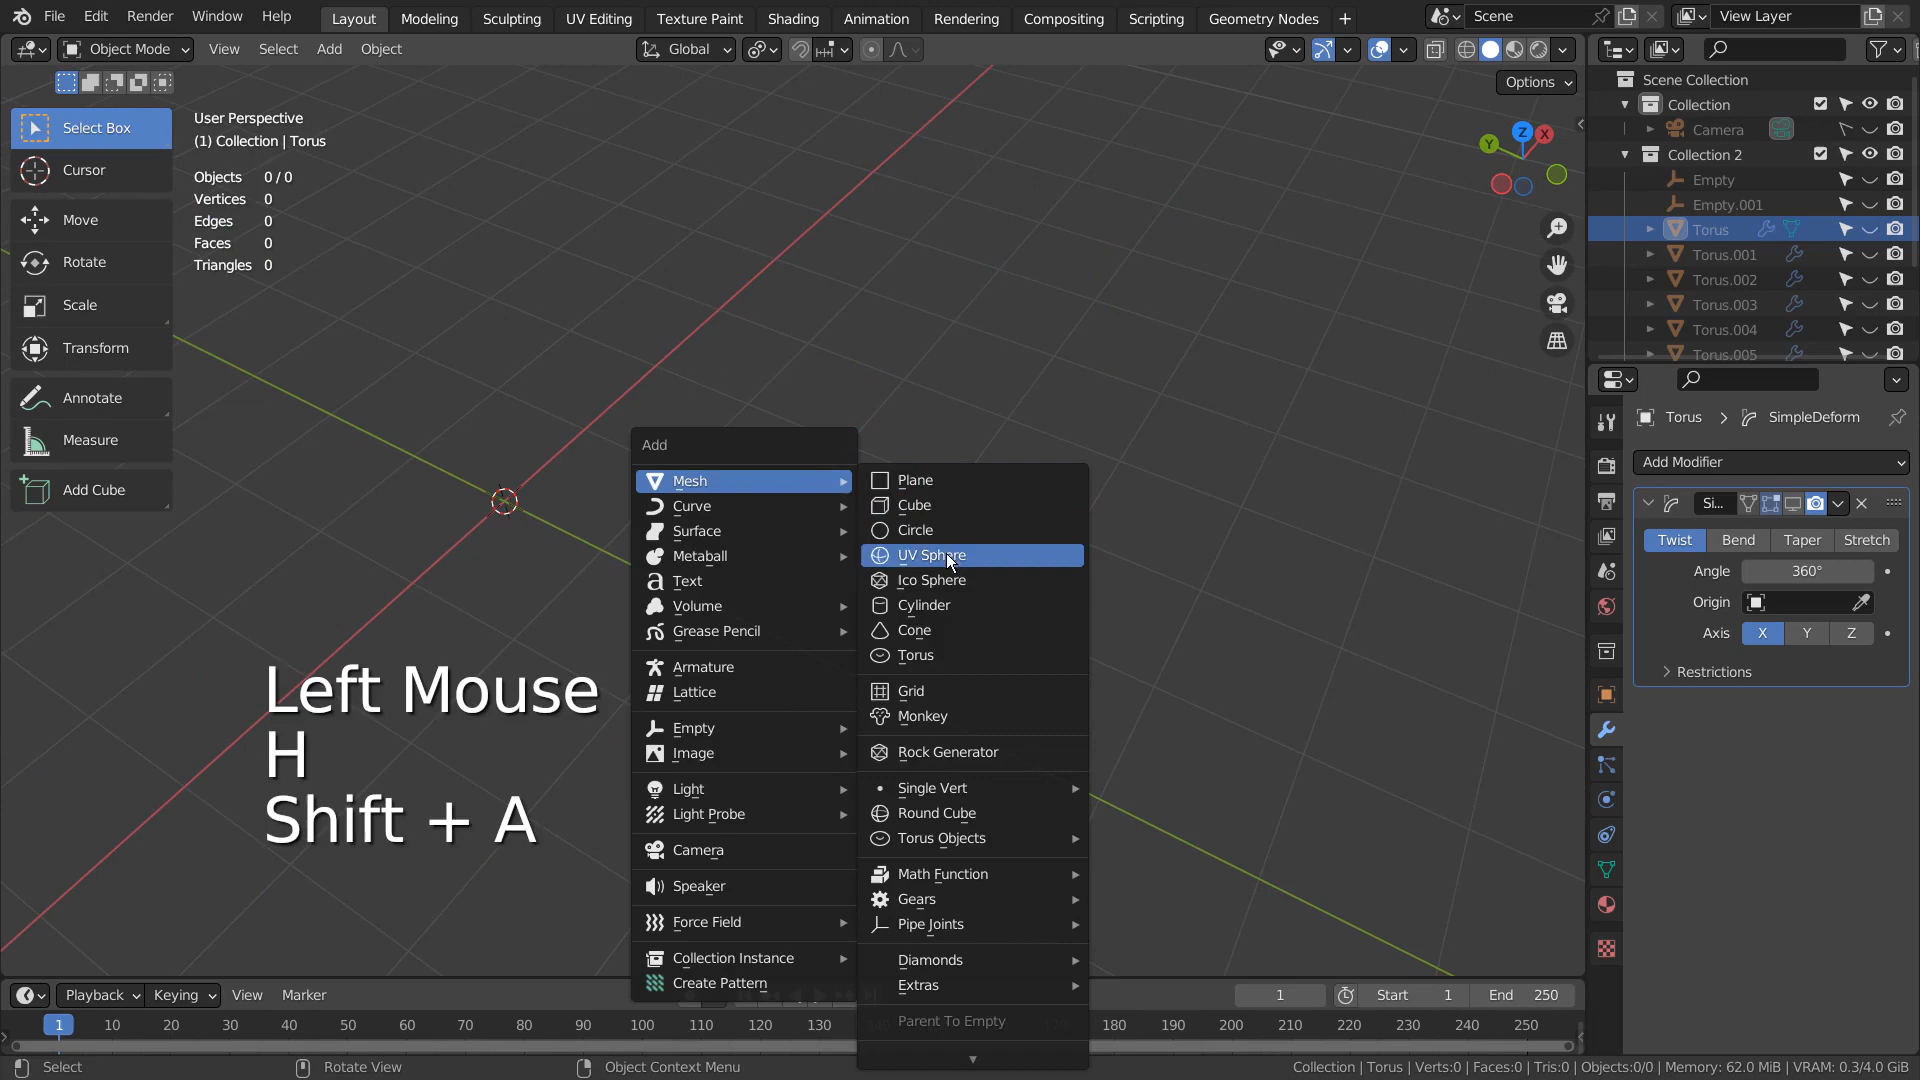 File Edit Render Window Help
Layout Modeling Sculpting UV Editing Texture Paint Shading Animation Rendering Compositing Scripting Geometry Nodes +
Scene
View Layer
Object Mode View Select Add Object
Global
Options
Select Box
Cursor
Move
Rotate
Scale
Transform
Annotate
Measure
Add Cube
User Perspective
(1) Collection | Torus
Objects 0 / 0
Vertices 0
Edges 0
Faces 0
Triangles 0
Z X Y
Left Mouse
H
Shift + A
Add
Mesh
Curve
Surface
Metaball
Text
Volume
Grease Pencil
Armature
Lattice
Empty
Image
Light
Light Probe
Camera
Speaker
Force Field
Collection Instance
Create Pattern
Plane
Cube
Circle
UV Sphere
Ico Sphere
Cylinder
Cone
Torus
Grid
Monkey
Rock Generator
Single Vert
Round Cube
Torus Objects
Math Function
Gears
Pipe Joints
Diamonds
Extras
Parent To Empty
Scene Collection
Collection
Camera
Collection 2
Empty
Empty.001
Torus
Torus.001
Torus.002
Torus.003
Torus.004
Torus.005
Torus > SimpleDeform
Add Modifier
Si...
Twist Bend Taper Stretch
Angle 360°
Origin
Axis X Y Z
Restrictions
Playback Keying View Marker
1 Start 1 End 250
1 10 20 30 40 50 60 70 80 90 100 110 120 130 180 190 200 210 220 230 240 250
Select Rotate View Object Context Menu
Collection | Torus | Verts:0 | Faces:0 | Tris:0 | Objects:0/0 | Memory: 62.0 MiB | VRAM: 0.3/4.0 GiB